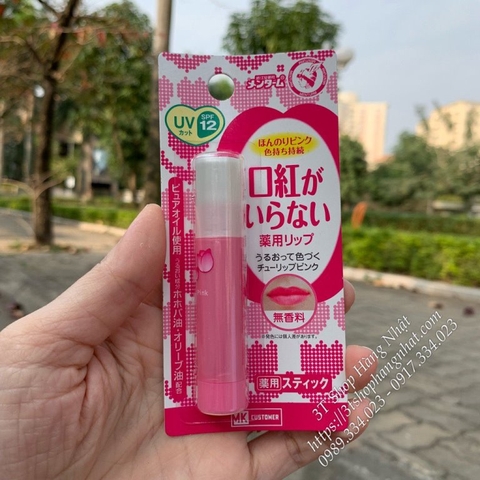 メンターム
UV
カット
SPF
12
ほんのりピンク
色持ち持続
口紅が
いらない
薬用リップ
うるおって色づく
チューリップピンク
無香料
ピュアオイル使用
ホホバ油・オリーブ油配合
薬用 スティック
MK CUSTOMER
3T Shop Hàng Nhật
https://3tshophangnhat.com
0989.334.023 - 0917.334.023